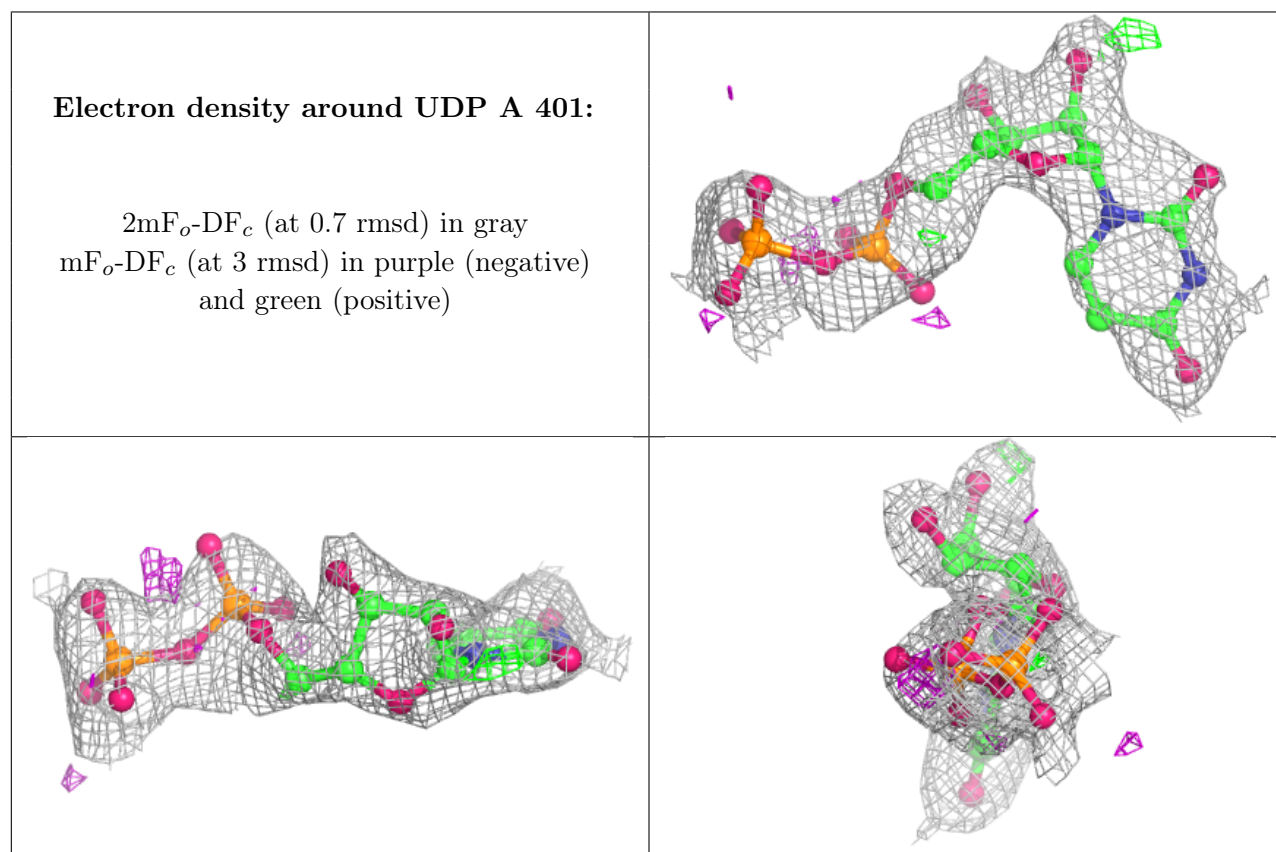 Electron density around UDP A 401:
2mFo-DFc (at 0.7 rmsd) in gray
mFo-DFc (at 3 rmsd) in purple (negative)
and green (positive)